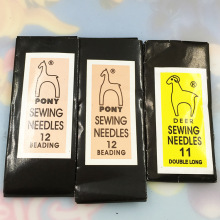 ®
PONY
SEWING
NEEDLES
12
BEADING
®
PONY
SEWING
NEEDLES
12
BEADING
®
DEER
SEWING
NEEDLES
11
DOUBLE LONG